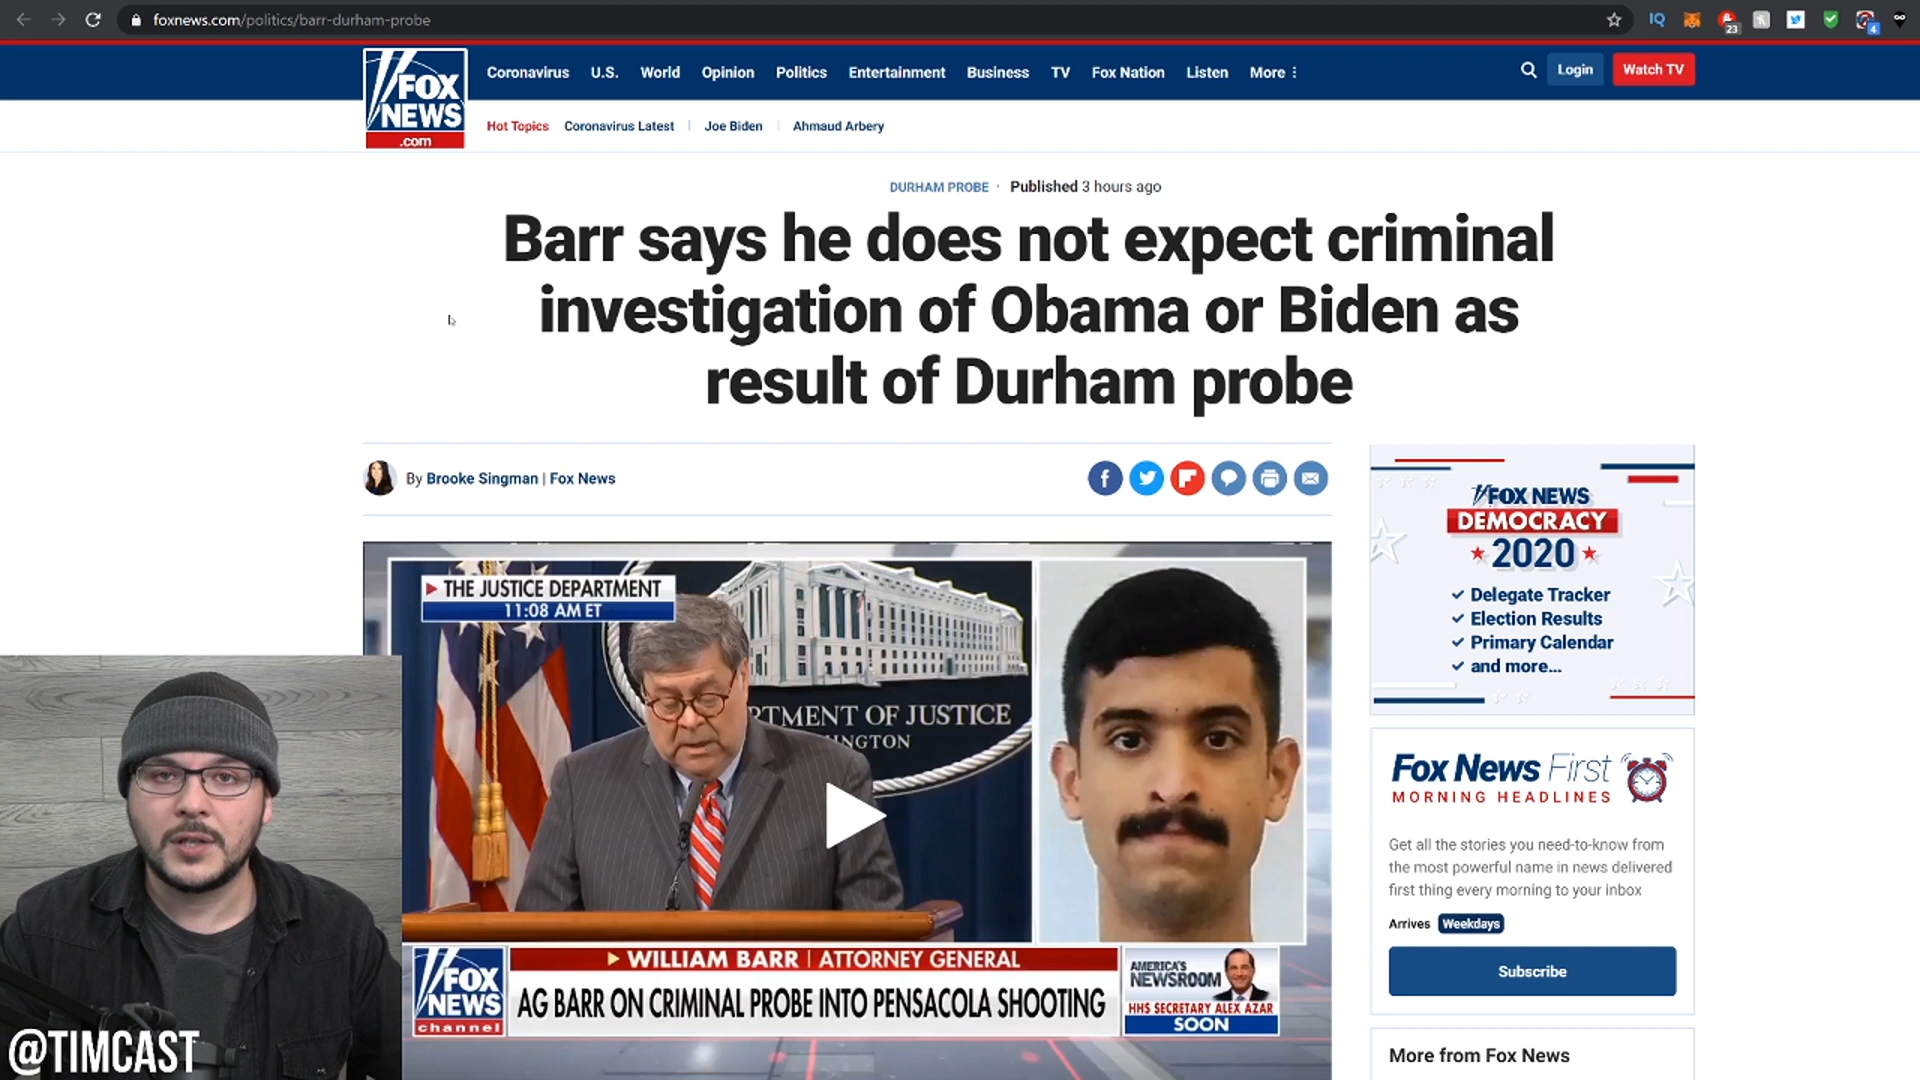 foxnews.com/politics/barr-durham-probe
IQ
23
4
FOX
NEWS
.com
Coronavirus U.S. World Opinion Politics Entertainment Business TV Fox Nation Listen More
Login
Watch TV
Hot Topics Coronavirus Latest Joe Biden Ahmaud Arbery
DURHAM PROBE · Published 3 hours ago
Barr says he does not expect criminal
investigation of Obama or Biden as
result of Durham probe
By Brooke Singman | Fox News
FOX NEWS
DEMOCRACY
2020
Delegate Tracker
Election Results
Primary Calendar
and more...
THE JUSTICE DEPARTMENT
11:08 AM ET
RTMENT OF JUSTICE
NGTON
Fox News First
MORNING HEADLINES
Get all the stories you need-to-know from
the most powerful name in news delivered
first thing every morning to your inbox
Arrives Weekdays
Subscribe
FOX
NEWS
channel
WILLIAM BARR | ATTORNEY GENERAL
AG BARR ON CRIMINAL PROBE INTO PENSACOLA SHOOTING
AMERICA'S
NEWSROOM
HHS SECRETARY ALEX AZAR
SOON
@TIMCAST
More from Fox News